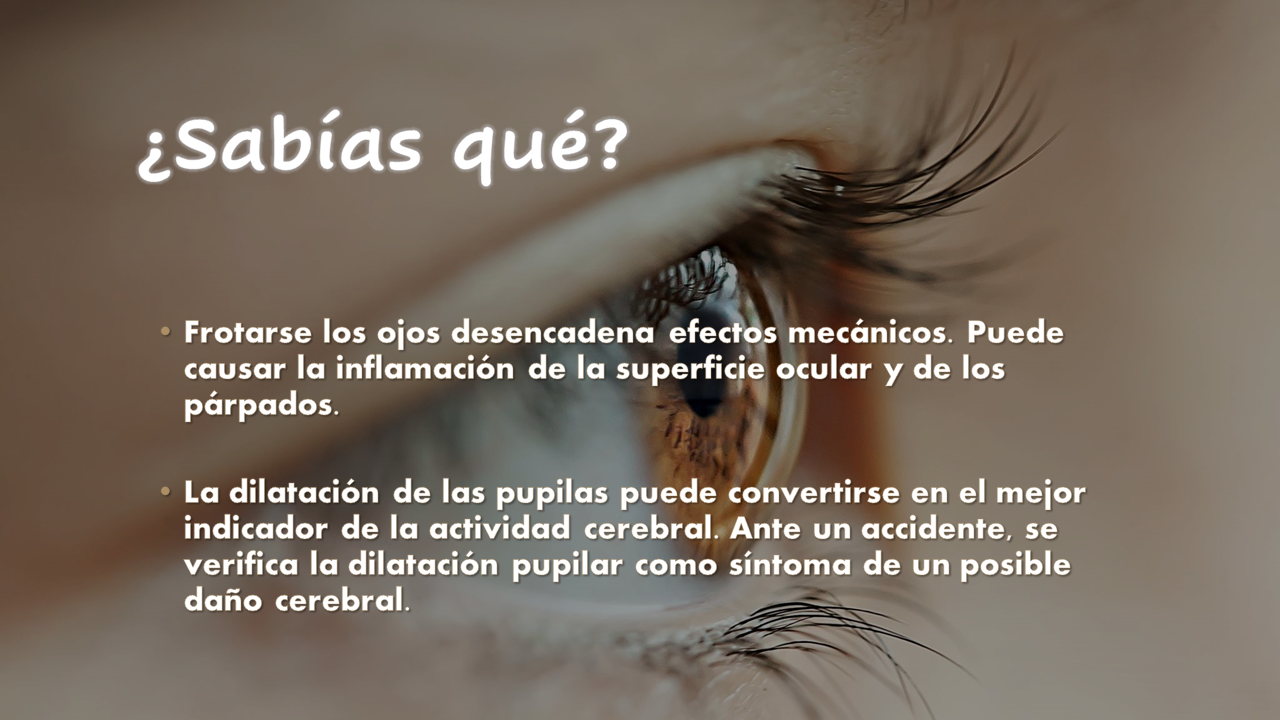 ¿Sabías qué?
• Frotarse los ojos desencadena efectos mecánicos. Puede
causar la inflamación de la superficie ocular y de los
párpados.
• La dilatación de las pupilas puede convertirse en el mejor
indicador de la actividad cerebral. Ante un accidente, se
verifica la dilatación pupilar como síntoma de un posible
daño cerebral.